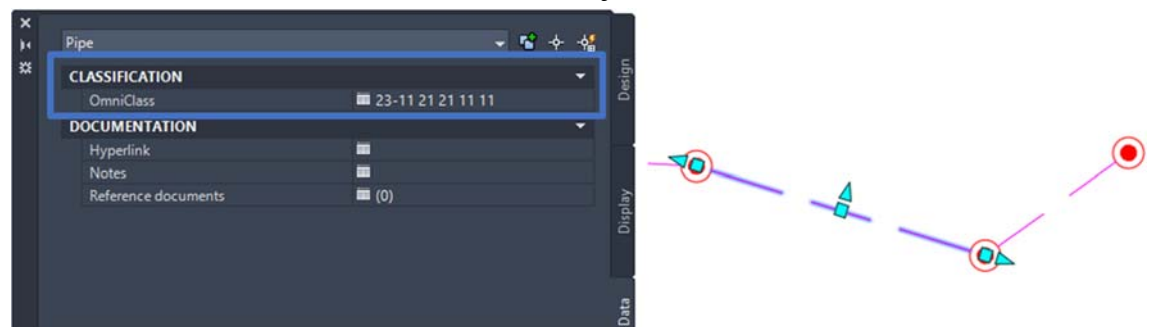 Pipe
CLASSIFICATION
OmniClass 23-11 21 21 11 11
DOCUMENTATION
Hyperlink
Notes
Reference documents (0)
Design
Display
Data